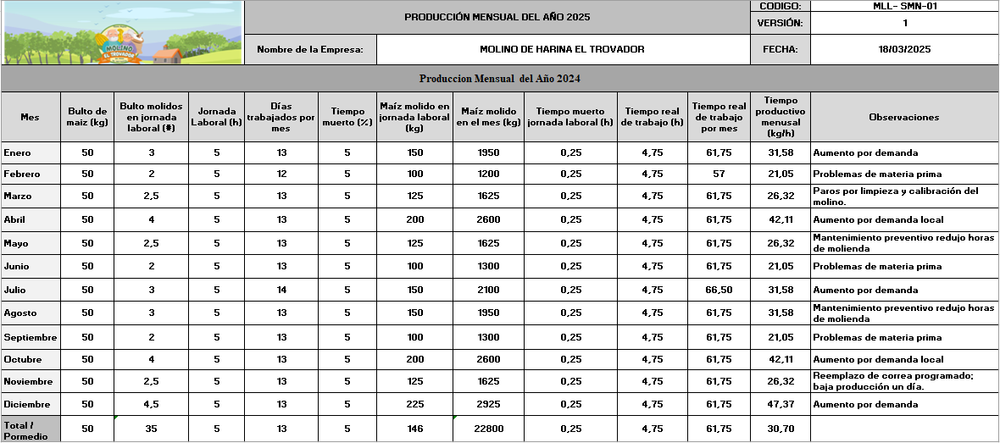 MOLINO
EL TROVADOR
PRODUCCIÓN MENSUAL DEL AÑO 2025
CODIGO: MLL- SMN-01
VERSIÓN: 1
Nombre de la Empresa: MOLINO DE HARINA EL TROVADOR FECHA: 18/03/2025
Produccion Mensual del Año 2024
Mes Bulto de maiz (kg) Bulto molidos en jornada laboral (#) Jornada Laboral (h) Días trabajados por mes Tiempo muerto (%) Maíz molido en jornada laboral (kg) Maíz molido en el mes (kg) Tiempo muerto jornada laboral (h) Tiempo real de trabajo (h) Tiempo real de trabajo por mes Tiempo productivo menusal (kg/h) Observaciones
Enero 50 3 5 13 5 150 1950 0,25 4,75 61,75 31,58 Aumento por demanda
Febrero 50 2 5 12 5 100 1200 0,25 4,75 57 21,05 Problemas de materia prima
Marzo 50 2,5 5 13 5 125 1625 0,25 4,75 61,75 26,32 Paros por limpieza y calibración del molino.
Abril 50 4 5 13 5 200 2600 0,25 4,75 61,75 42,11 Aumento por demanda local
Mayo 50 2,5 5 13 5 125 1625 0,25 4,75 61,75 26,32 Mantenimiento preventivo redujo horas de molienda
Junio 50 2 5 13 5 100 1300 0,25 4,75 61,75 21,05 Problemas de materia prima
Julio 50 3 5 14 5 150 2100 0,25 4,75 66,50 31,58 Aumento por demanda
Agosto 50 3 5 13 5 150 1950 0,25 4,75 61,75 31,58 Mantenimiento preventivo redujo horas de molienda
Septiembre 50 2 5 13 5 100 1300 0,25 4,75 61,75 21,05 Problemas de materia prima
Octubre 50 4 5 13 5 200 2600 0,25 4,75 61,75 42,11 Aumento por demanda local
Noviembre 50 2,5 5 13 5 125 1625 0,25 4,75 61,75 26,32 Reemplazo de correa programado; baja producción un día.
Diciembre 50 4,5 5 13 5 225 2925 0,25 4,75 61,75 47,37 Aumento por demanda
Total / Pormedio 50 35 5 13 5 146 22800 0,25 4,75 61,75 30,70